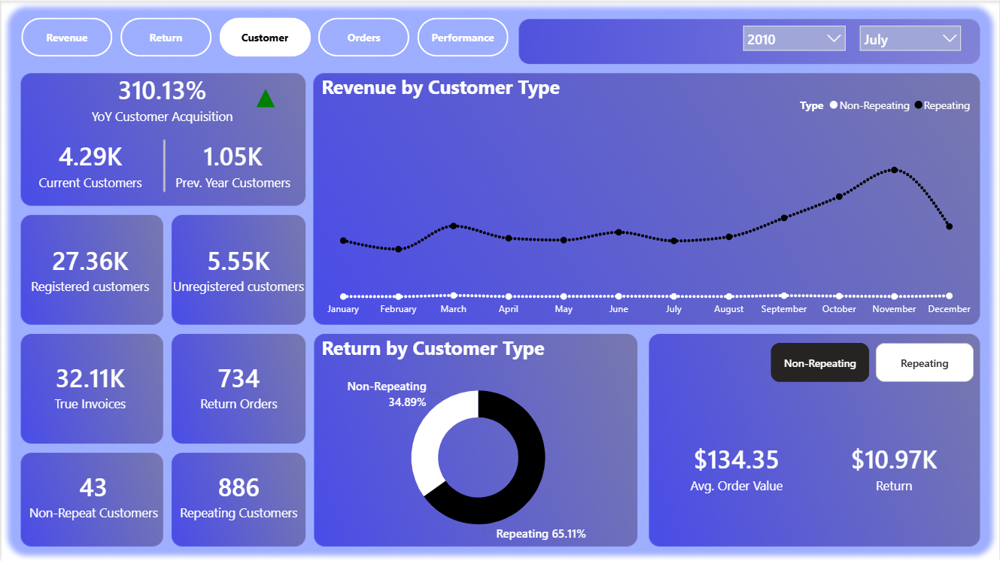 Revenue
Return
Customer
Orders
Performance
2010
July
310.13%
YoY Customer Acquisition
4.29K
Current Customers
1.05K
Prev. Year Customers
27.36K
Registered customers
5.55K
Unregistered customers
32.11K
True Invoices
734
Return Orders
43
Non-Repeat Customers
886
Repeating Customers
Revenue by Customer Type
Type Non-Repeating Repeating
January February March April May June July August September October November December
Return by Customer Type
Non-Repeating
34.89%
Repeating 65.11%
Non-Repeating
Repeating
$134.35
Avg. Order Value
$10.97K
Return